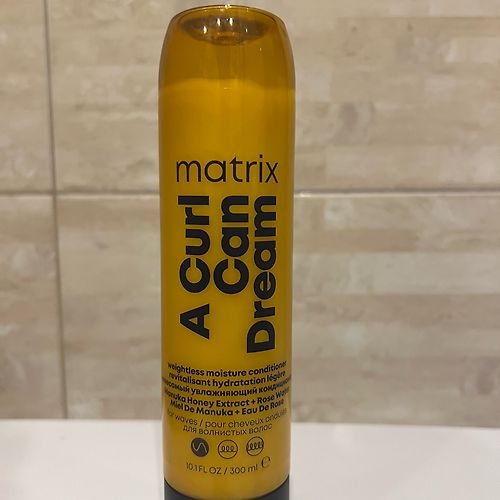 matrix
A Curl
Can
Dream
weightless moisture conditioner
revitalisant hydratation légère
увлажняющий
Manuka Honey Extract + Rose
Miel De Manuka + Eau De Rose
for waves / pour cheveux ondulés
для волнистых волос
10.1 FL OZ / 300 ml ℮